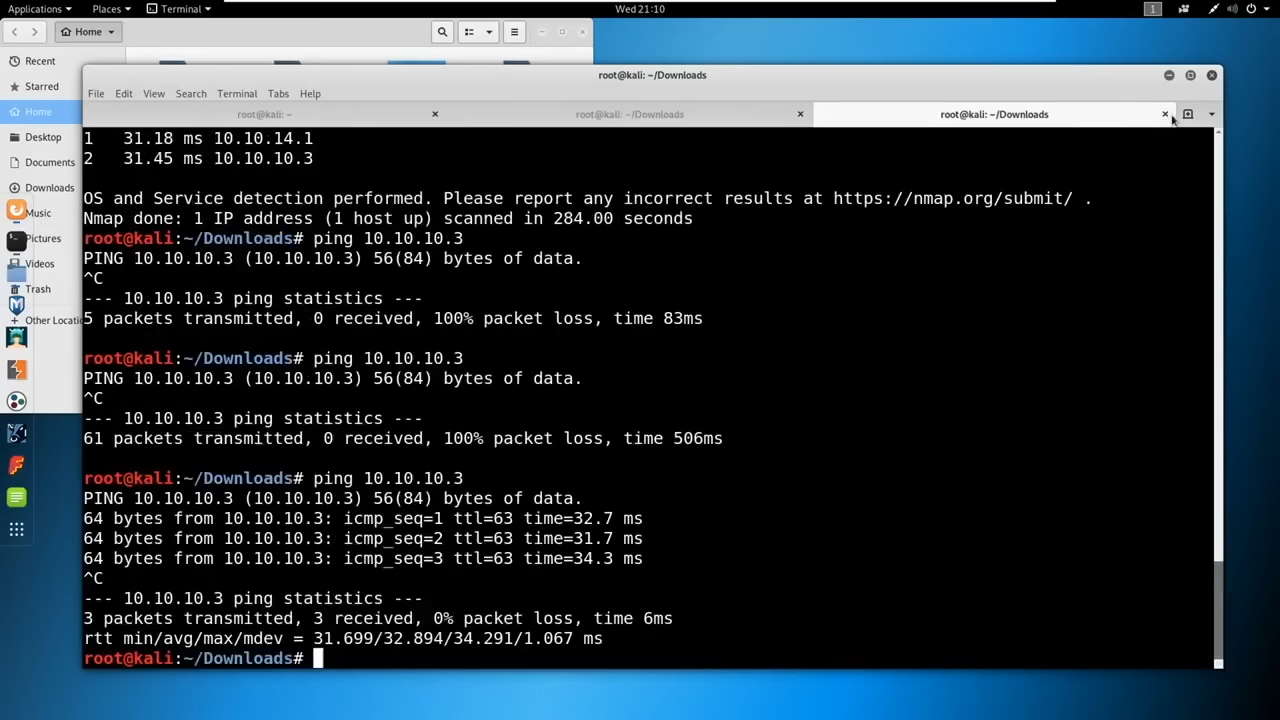 Applications Places Terminal Wed 21:10 1
Home
Recent
Starred
Home
Desktop
Documents
Downloads
Music
Pictures
Videos
Trash
+ Other Locatio
root@kali: ~/Downloads
File Edit View Search Terminal Tabs Help
root@kali: ~ root@kali: ~/Downloads root@kali: ~/Downloads
1 31.18 ms 10.10.14.1
2 31.45 ms 10.10.10.3
OS and Service detection performed. Please report any incorrect results at https://nmap.org/submit/ .
Nmap done: 1 IP address (1 host up) scanned in 284.00 seconds
root@kali:~/Downloads# ping 10.10.10.3
PING 10.10.10.3 (10.10.10.3) 56(84) bytes of data.
^C
--- 10.10.10.3 ping statistics ---
5 packets transmitted, 0 received, 100% packet loss, time 83ms
root@kali:~/Downloads# ping 10.10.10.3
PING 10.10.10.3 (10.10.10.3) 56(84) bytes of data.
^C
--- 10.10.10.3 ping statistics ---
61 packets transmitted, 0 received, 100% packet loss, time 506ms
root@kali:~/Downloads# ping 10.10.10.3
PING 10.10.10.3 (10.10.10.3) 56(84) bytes of data.
64 bytes from 10.10.10.3: icmp_seq=1 ttl=63 time=32.7 ms
64 bytes from 10.10.10.3: icmp_seq=2 ttl=63 time=31.7 ms
64 bytes from 10.10.10.3: icmp_seq=3 ttl=63 time=34.3 ms
^C
--- 10.10.10.3 ping statistics ---
3 packets transmitted, 3 received, 0% packet loss, time 6ms
rtt min/avg/max/mdev = 31.699/32.894/34.291/1.067 ms
root@kali:~/Downloads#